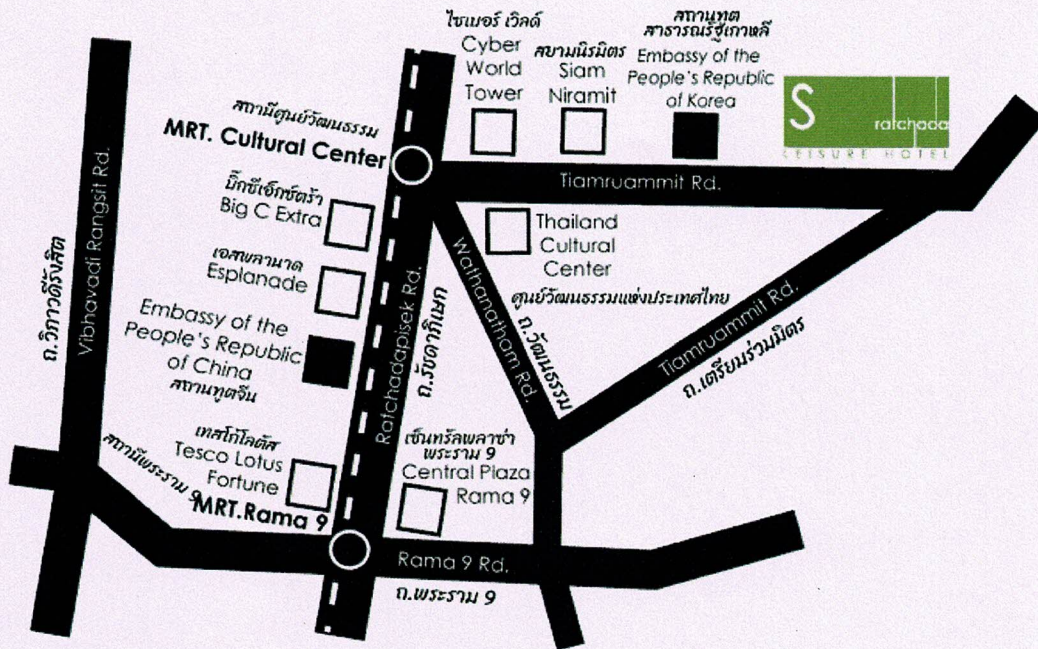 ไซเบอร์ เวิลด์
Cyber
World
Tower
สยามนิรมิตร
Siam
Niramit
สถานทูต
สาธารณรัฐเกาหลี
Embassy of the
People's Republic
of Korea
S
ratchada
LEISURE HOTEL
สถานีศูนย์วัฒนธรรม
MRT. Cultural Center
Tiamruammit Rd.
บิ๊กซีเอ็กซ์ตร้า
Big C Extra
Thailand
Cultural
Center
ศูนย์วัฒนธรรมแห่งประเทศไทย
เอสพลานาด
Esplanade
Embassy of the
People's Republic
of China
สถานทูตจีน
ถ.วิภาวดีรังสิต
Vibhavadi Rangsit Rd.
Ratchadapisek Rd.
ถ.รัชดาภิเษก
Wathanatham Rd.
ถ.วัฒนธรรม
Tiamruammit Rd.
ถ.เตรียมร่วมมิตร
เทสโก้โลตัส
Tesco Lotus
Fortune
เซ็นทรัลพลาซ่า
พระราม 9
Central Plaza
Rama 9
สถานีพระราม 9
MRT.Rama 9
Rama 9 Rd.
ถ.พระราม 9